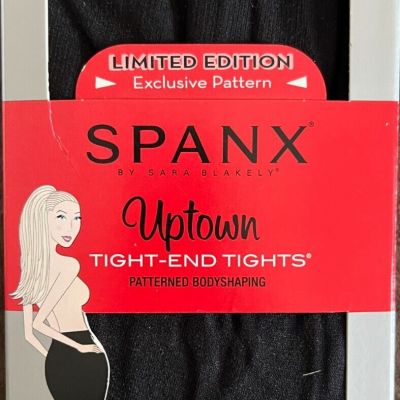 LIMITED EDITION
Exclusive Pattern
SPANX®
BY SARA BLAKELY®
Uptown
TIGHT-END TIGHTS®
PATTERNED BODYSHAPING